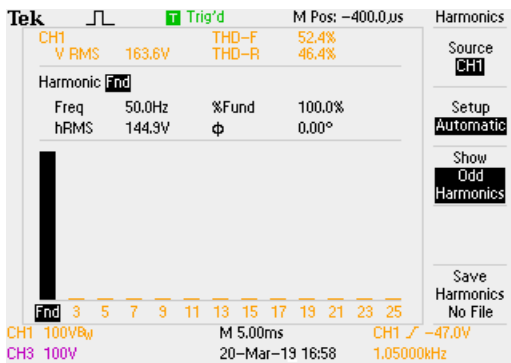 Tek T Trig'd M Pos: -400.0µs Harmonics
CH1 THD-F 52.4%
V RMS 163.6V THD-R 46.4%
Source
CH1
Harmonic Fnd
Freq 50.0Hz %Fund 100.0%
hRMS 144.9V ϕ 0.00°
Setup
Automatic
Show
Odd
Harmonics
Save
Harmonics
No File
Fnd 3 5 7 9 11 13 15 17 19 21 23 25
CH1 100VBW M 5.00ms CH1 -47.0V
CH3 100V 20-Mar-19 16:58 1.05000kHz